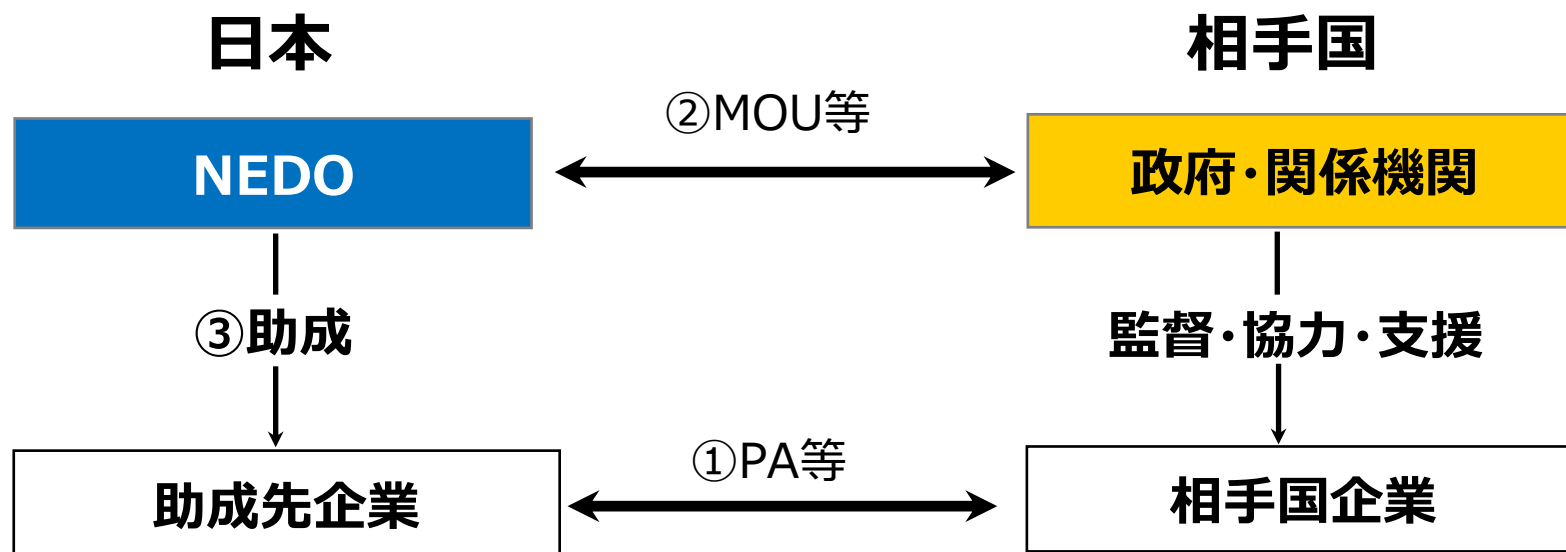 日本
相手国
②MOU等
NEDO
政府・関係機関
③助成
監督・協力・支援
①PA等
助成先企業
相手国企業